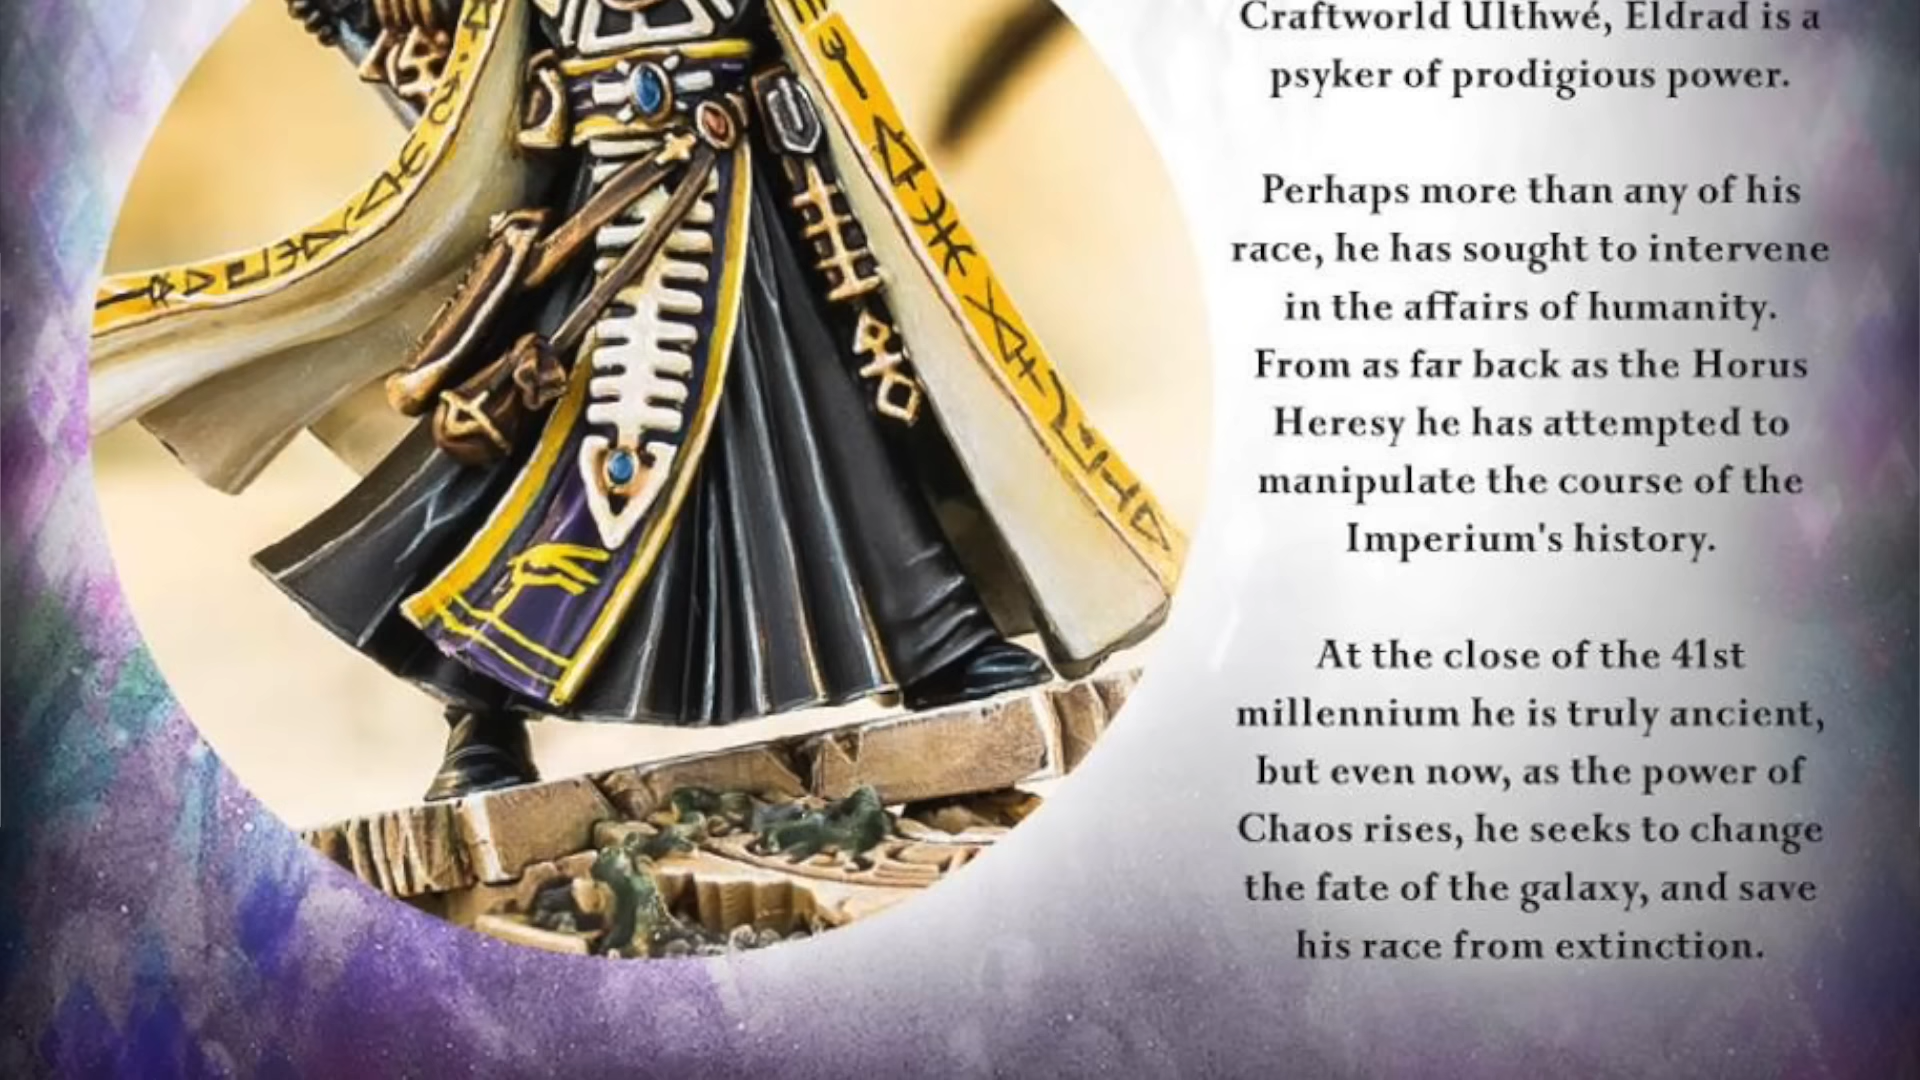 Craftworld Ulthwé, Eldrad is a
psyker of prodigious power.
Perhaps more than any of his
race, he has sought to intervene
in the affairs of humanity.
From as far back as the Horus
Heresy he has attempted to
manipulate the course of the
Imperium's history.
At the close of the 41st
millennium he is truly ancient,
but even now, as the power of
Chaos rises, he seeks to change
the fate of the galaxy, and save
his race from extinction.